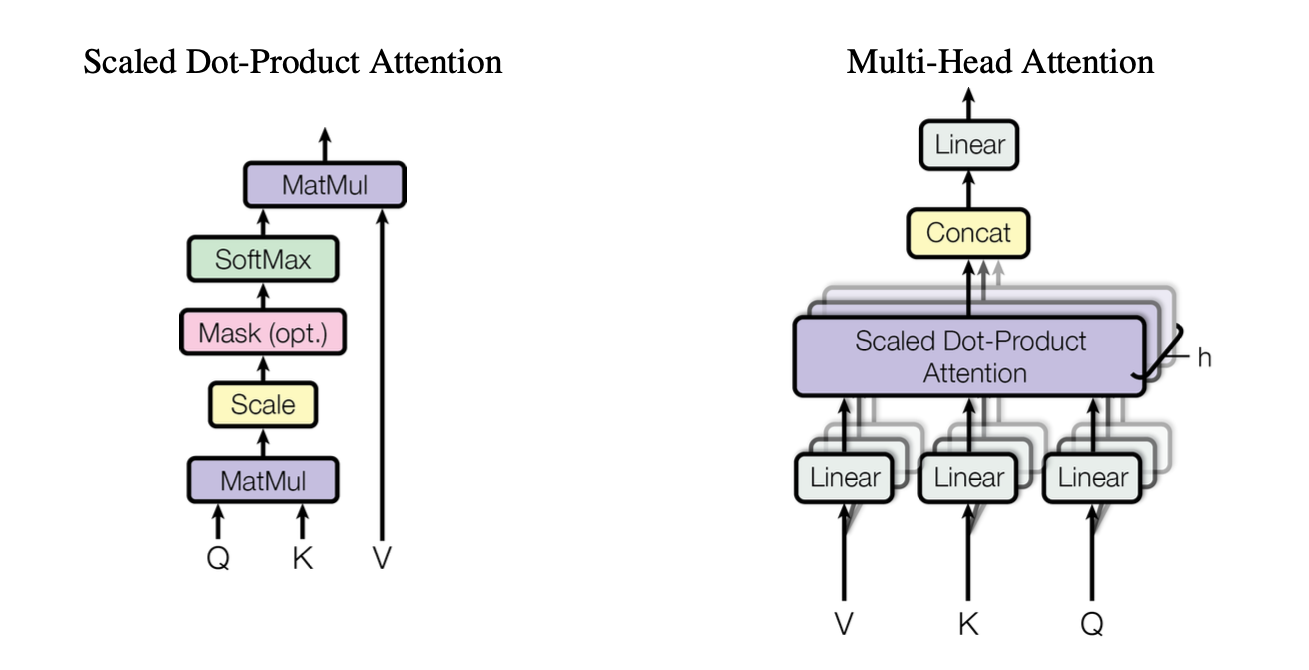 Scaled Dot-Product Attention
MatMul
SoftMax
Mask (opt.)
Scale
MatMul
Q K V
Multi-Head Attention
Linear
Concat
Scaled Dot-Product
Attention
h
Linear Linear Linear
V K Q